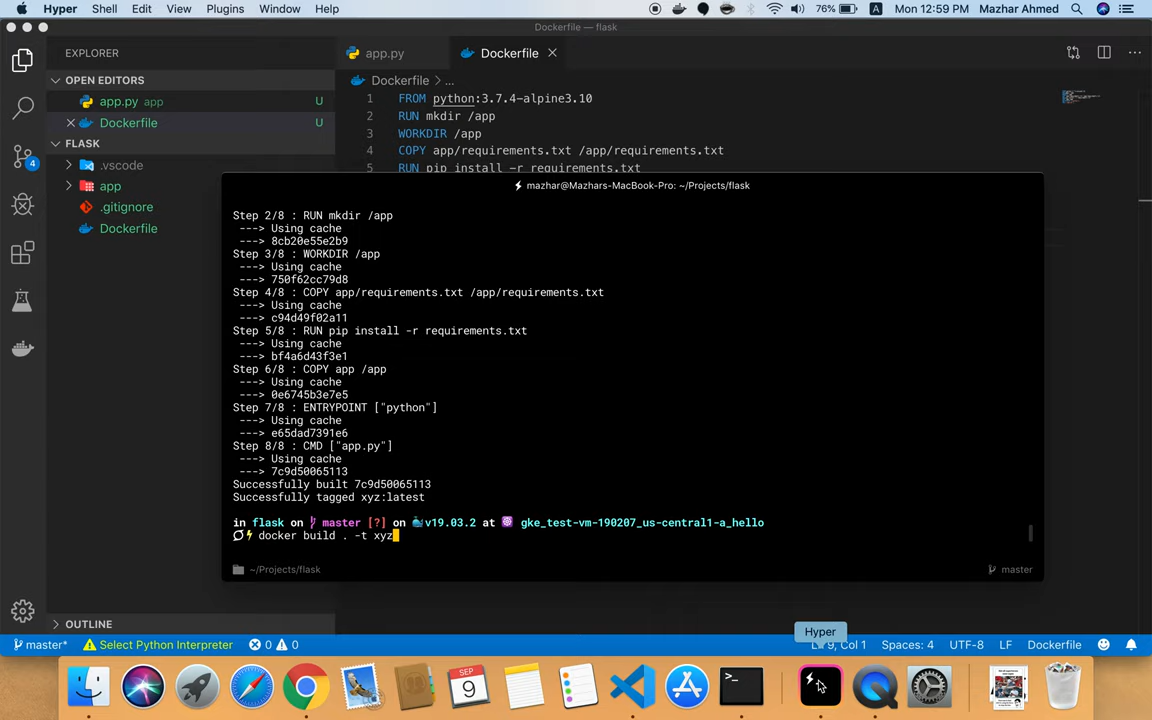 Hyper Shell Edit View Plugins Window Help 76% A Mon 12:59 PM Mazhar Ahmed
Dockerfile — flask
EXPLORER
app.py
Dockerfile
OPEN EDITORS
app.py app U
Dockerfile U
FLASK
.vscode
app
.gitignore
Dockerfile
4
Dockerfile > ...
1 FROM python:3.7.4-alpine3.10
2 RUN mkdir /app
3 WORKDIR /app
4 COPY app/requirements.txt /app/requirements.txt
5 RUN pip install -r requirements.txt
mazhar@Mazhars-MacBook-Pro: ~/Projects/flask
Step 2/8 : RUN mkdir /app
---> Using cache
---> 8cb20e55e2b9
Step 3/8 : WORKDIR /app
---> Using cache
---> 750f62cc79d8
Step 4/8 : COPY app/requirements.txt /app/requirements.txt
---> Using cache
---> c94d49f02a11
Step 5/8 : RUN pip install -r requirements.txt
---> Using cache
---> bf4a6d43f3e1
Step 6/8 : COPY app /app
---> Using cache
---> 0e6745b3e7e5
Step 7/8 : ENTRYPOINT ["python"]
---> Using cache
---> e65dad7391e6
Step 8/8 : CMD ["app.py"]
---> Using cache
---> 7c9d50065113
Successfully built 7c9d50065113
Successfully tagged xyz:latest
in flask on master [?] on v19.03.2 at gke_test-vm-190207_us-central1-a_hello
docker build . -t xyz
~/Projects/flask master
OUTLINE
Hyper
master* Select Python Interpreter 0 0 Ln 9, Col 1 Spaces: 4 UTF-8 LF Dockerfile
SEP
9